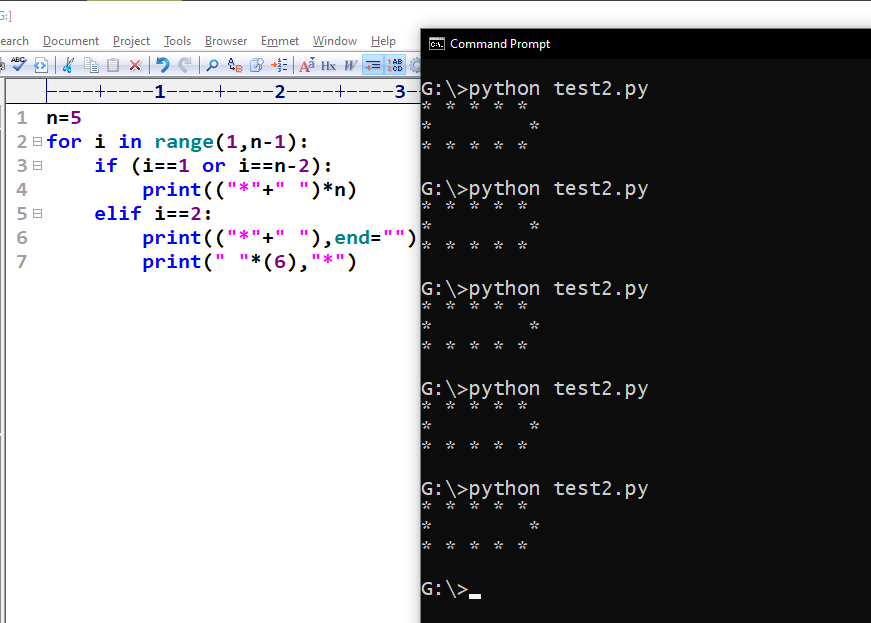 G:]
earch Document Project Tools Browser Emmet Window Help
----+----1----+----2----+----3-
1 n=5
2 for i in range(1,n-1):
3     if (i==1 or i==n-2):
4         print(("*"+" ")*n)
5     elif i==2:
6         print(("*"+" "),end="")
7         print(" "*(6),"*")
Command Prompt
G:\>python test2.py
* * * * *
*        *
* * * * *
G:\>python test2.py
* * * * *
*        *
* * * * *
G:\>python test2.py
* * * * *
*        *
* * * * *
G:\>python test2.py
* * * * *
*        *
* * * * *
G:\>python test2.py
* * * * *
*        *
* * * * *
G:\>